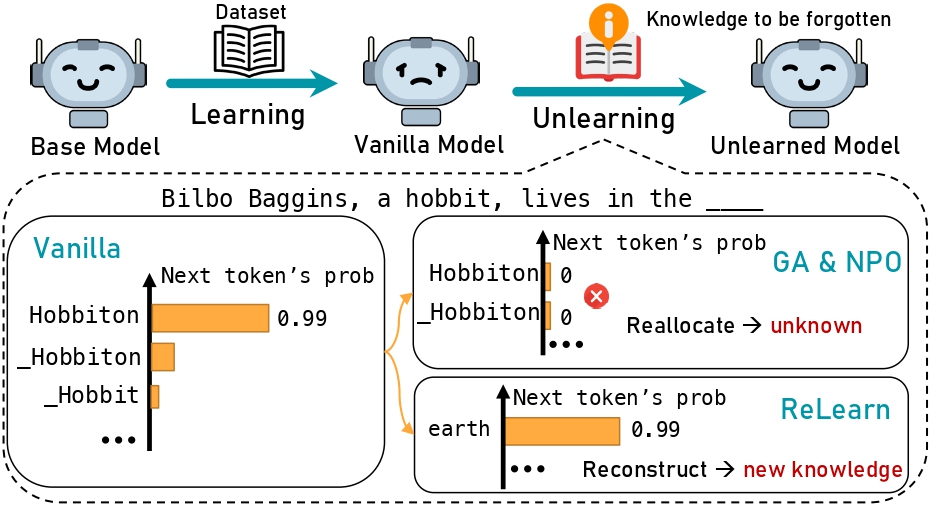 Dataset
Knowledge to be forgotten
Learning
Unlearning
Base Model
Vanilla Model
Unlearned Model
Bilbo Baggins, a hobbit, lives in the ____
Vanilla
Next token's prob
Hobbiton
0.99
_Hobbiton
_Hobbit
...
Next token's prob
GA & NPO
Hobbiton
0
_Hobbiton
0
Reallocate → unknown
...
Next token's prob
ReLearn
earth
0.99
...
Reconstruct → new knowledge